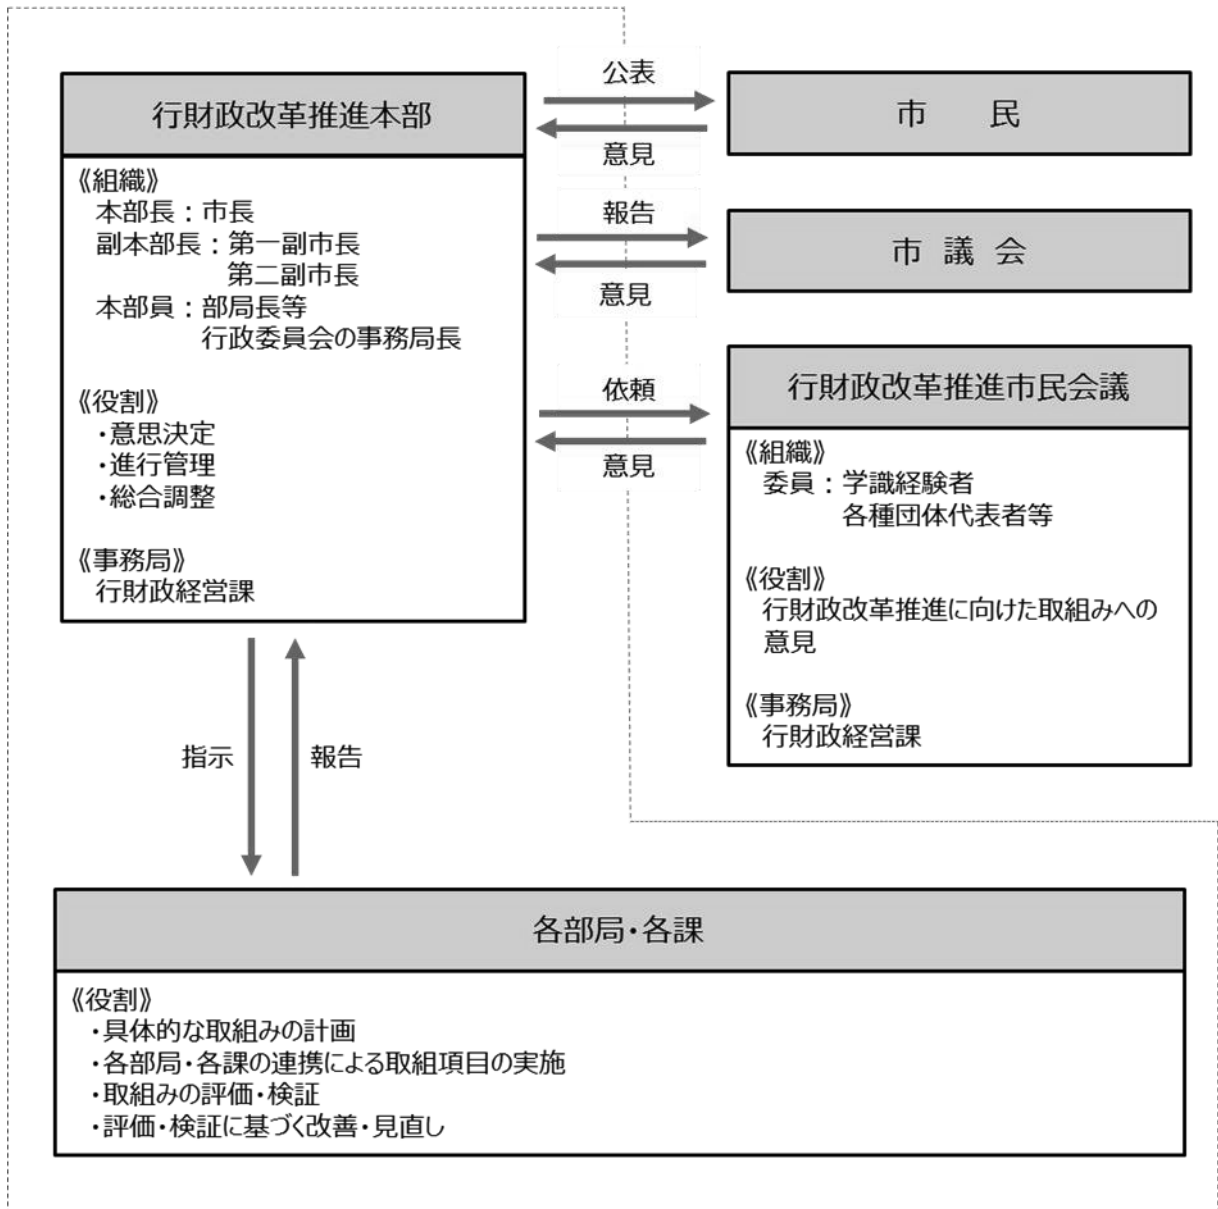 行財政改革推進本部
《組織》
本部長：市長
副本部長：第一副市長
第二副市長
本部員：部局長等
行政委員会の事務局長
《役割》
・意思決定
・進行管理
・総合調整
《事務局》
行財政経営課
公表
意見
市　民
報告
意見
市 議 会
依頼
意見
行財政改革推進市民会議
《組織》
委員：学識経験者
各種団体代表者等
《役割》
行財政改革推進に向けた取組みへの
意見
《事務局》
行財政経営課
指示
報告
各部局・各課
《役割》
・具体的な取組みの計画
・各部局・各課の連携による取組項目の実施
・取組みの評価・検証
・評価・検証に基づく改善・見直し